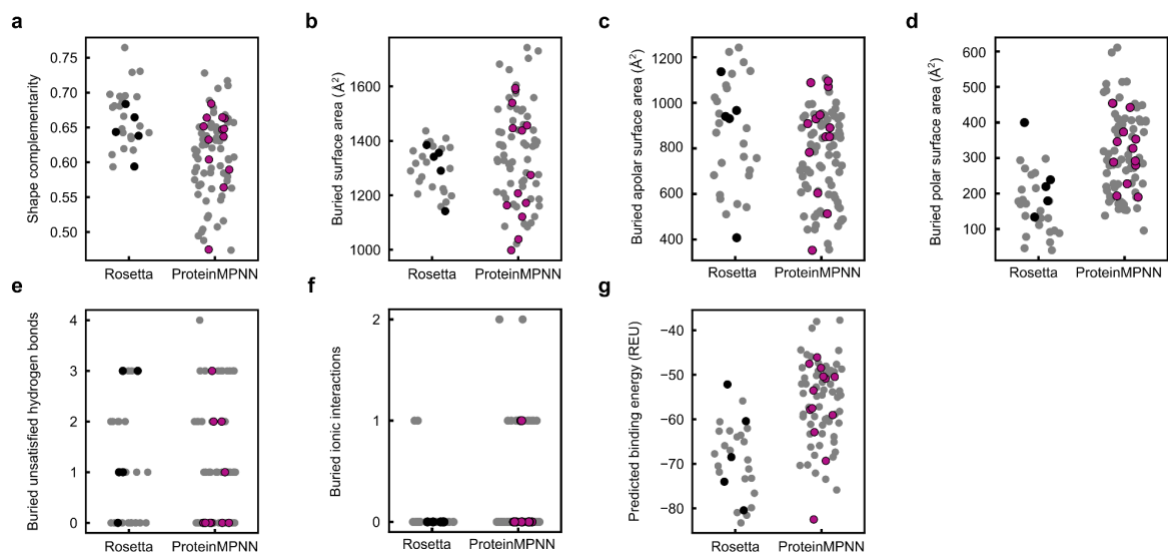 a
Shape complementarity
0.75
0.70
0.65
0.60
0.55
0.50
Rosetta ProteinMPNN
b
Buried surface area (Å²)
1600
1400
1200
1000
Rosetta ProteinMPNN
c
Buried apolar surface area (Å²)
1200
1000
800
600
400
Rosetta ProteinMPNN
d
Buried polar surface area (Å²)
600
500
400
300
200
100
Rosetta ProteinMPNN
e
Buried unsatisfied hydrogen bonds
4
3
2
1
0
Rosetta ProteinMPNN
f
Buried ionic interactions
2
1
0
Rosetta ProteinMPNN
g
Predicted binding energy (REU)
−40
−50
−60
−70
−80
Rosetta ProteinMPNN